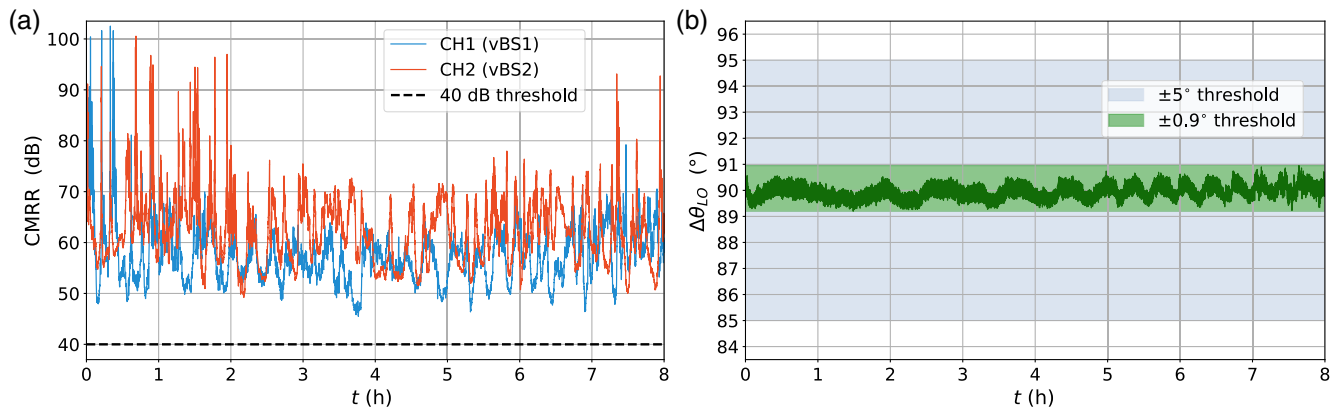 (a)
CMRR (dB)
100
90
80
70
60
50
40
0 1 2 3 4 5 6 7 8
t (h)
CH1 (vBS1)
CH2 (vBS2)
40 dB threshold
(b)
Δθ_LO (°)
96
95
94
93
92
91
90
89
88
87
86
85
84
0 1 2 3 4 5 6 7 8
t (h)
±5° threshold
±0.9° threshold